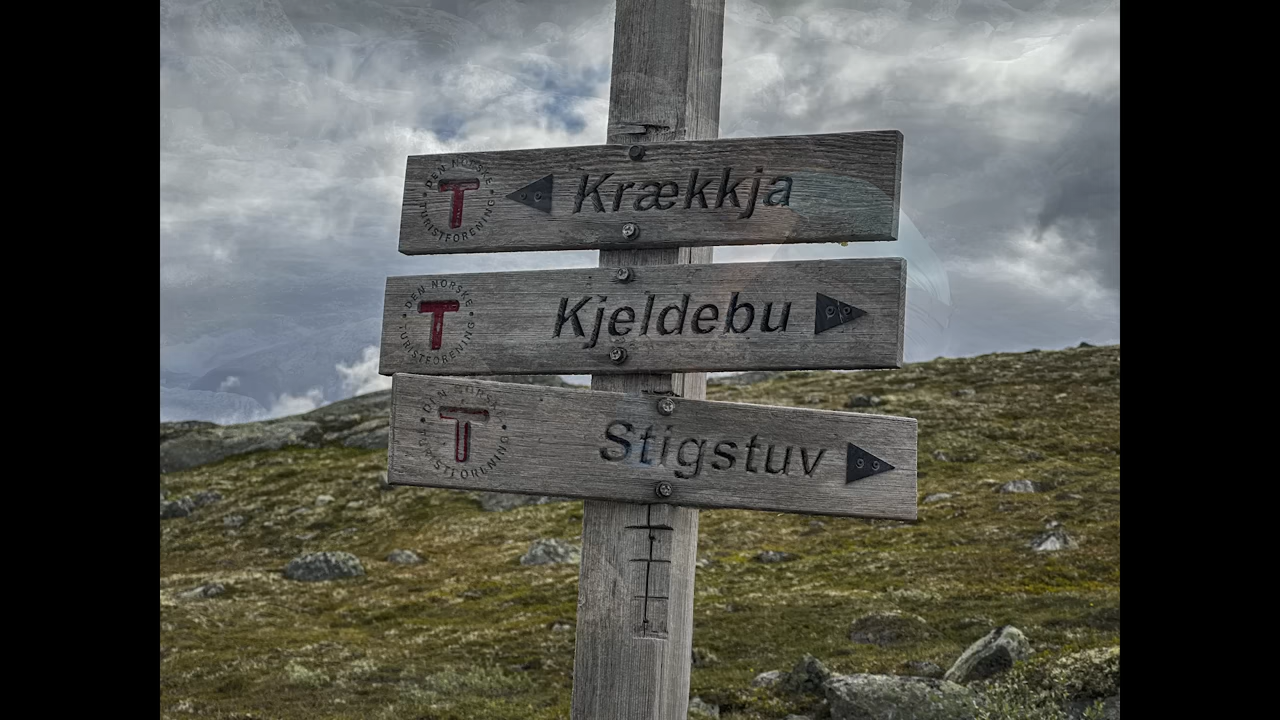 DEN NORSKE TURISTFORENING
T
Krækkja
DEN NORSKE TURISTFORENING
T
Kjeldebu
DEN NORSKE TURISTFORENING
T
Stigstuv